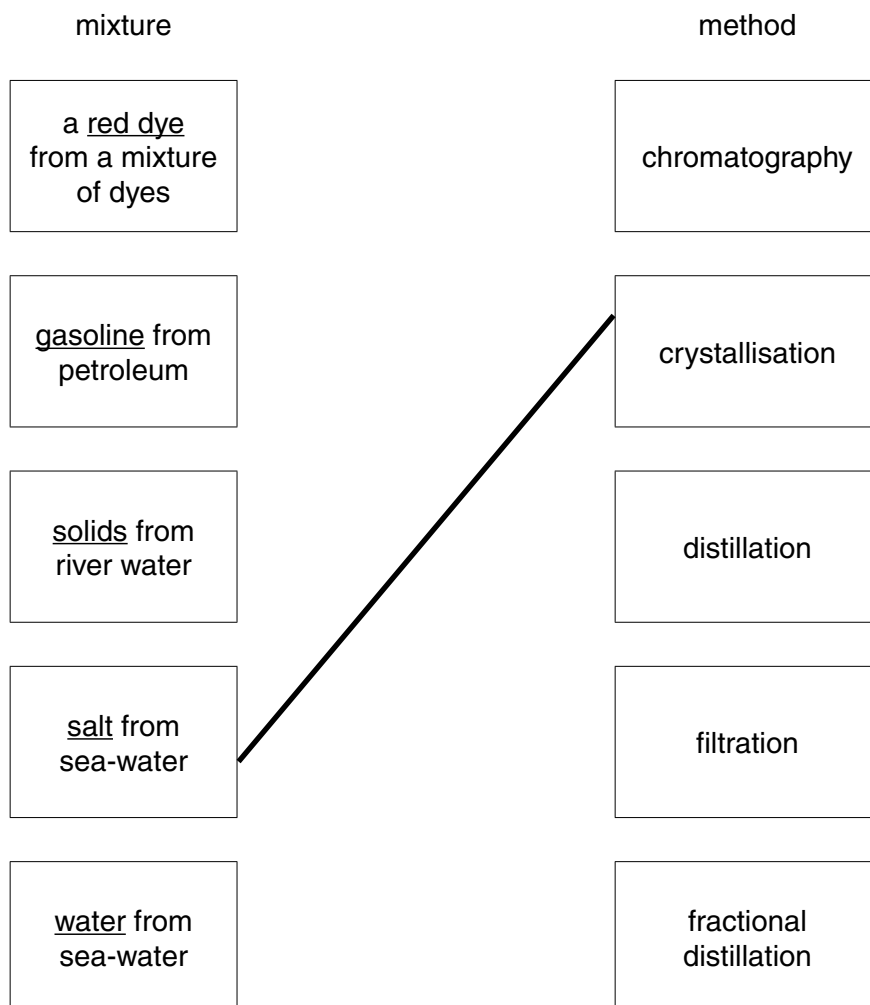 mixture
method
a red dye
from a mixture
of dyes
chromatography
gasoline from
petroleum
crystallisation
solids from
river water
distillation
salt from
sea-water
filtration
water from
sea-water
fractional
distillation